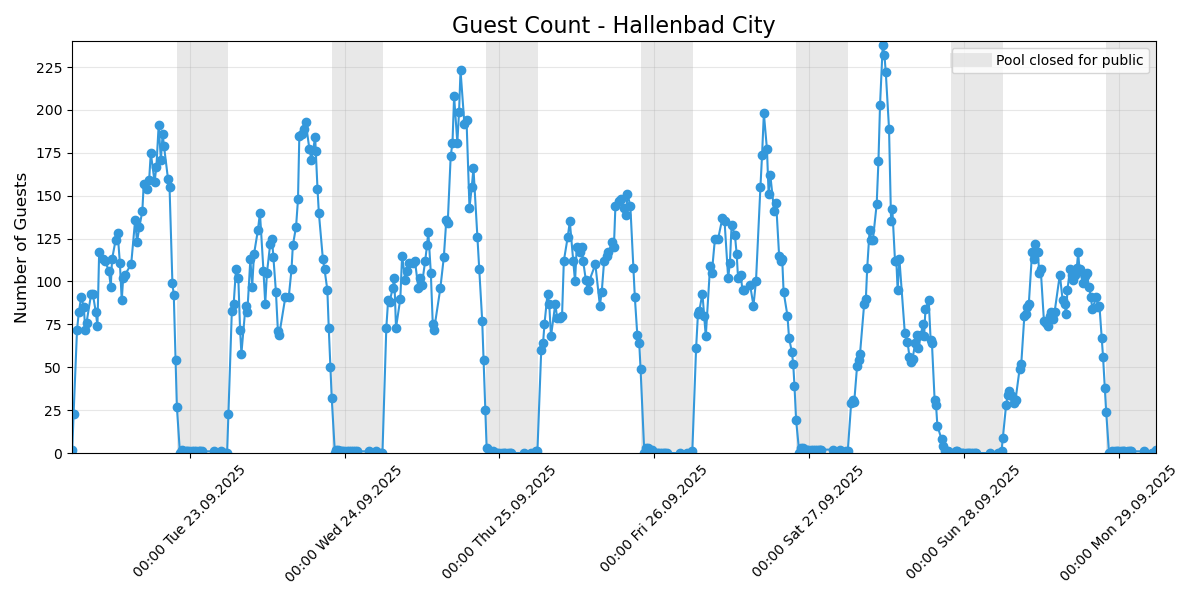 Guest Count - Hallenbad City
Pool closed for public
Number of Guests
225
200
175
150
125
100
75
50
25
0
00:00 Tue 23.09.2025
00:00 Wed 24.09.2025
00:00 Thu 25.09.2025
00:00 Fri 26.09.2025
00:00 Sat 27.09.2025
00:00 Sun 28.09.2025
00:00 Mon 29.09.2025